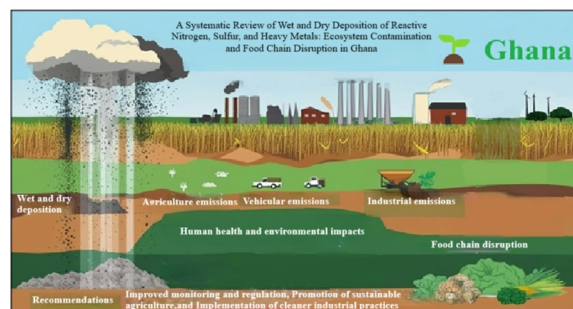 A Systematic Review of Wet and Dry Deposition of Reactive
Nitrogen, Sulfur, and Heavy Metals: Ecosystem Contamination
and Food Chain Disruption in Ghana
Ghana
Wet and dry
deposition
Agriculture emissions
Vehicular emissions
Industrial emissions
Human health and environmental impacts
Food chain disruption
Recommendations
Improved monitoring and regulation, Promotion of sustainable
agriculture,and Implementation of cleaner industrial practices